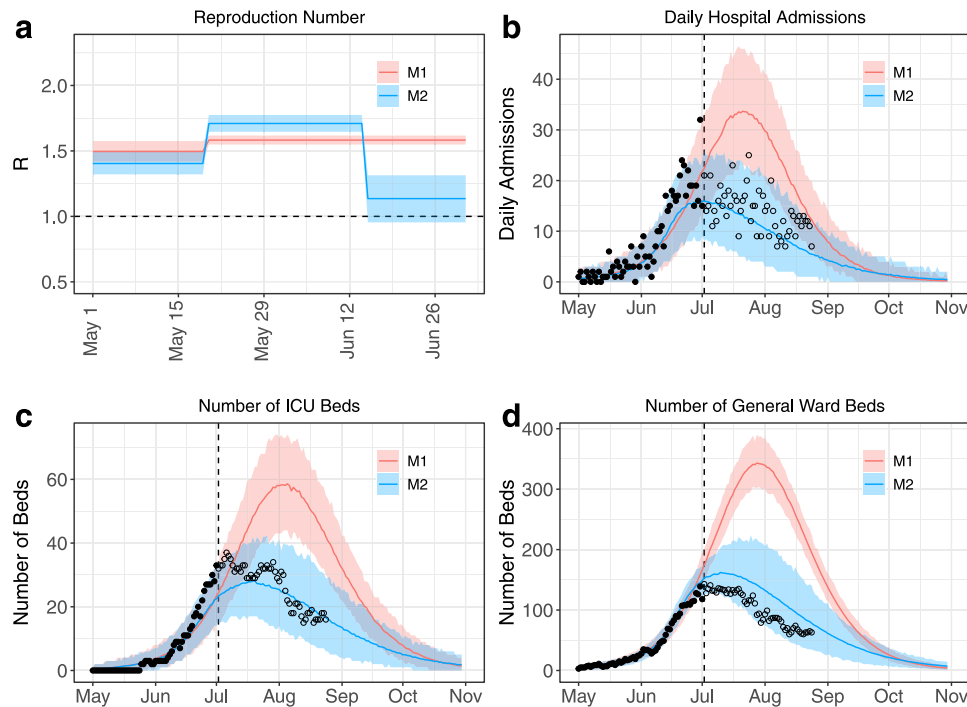 a
Reproduction Number
R
2.0
1.5
1.0
0.5
M1
M2
May 1
May 15
May 29
Jun 12
Jun 26
b
Daily Hospital Admissions
Daily Admissions
40
30
20
10
0
M1
M2
May
Jun
Jul
Aug
Sep
Oct
Nov
c
Number of ICU Beds
Number of Beds
60
40
20
0
M1
M2
May
Jun
Jul
Aug
Sep
Oct
Nov
d
Number of General Ward Beds
Number of Beds
400
300
200
100
0
M1
M2
May
Jun
Jul
Aug
Sep
Oct
Nov